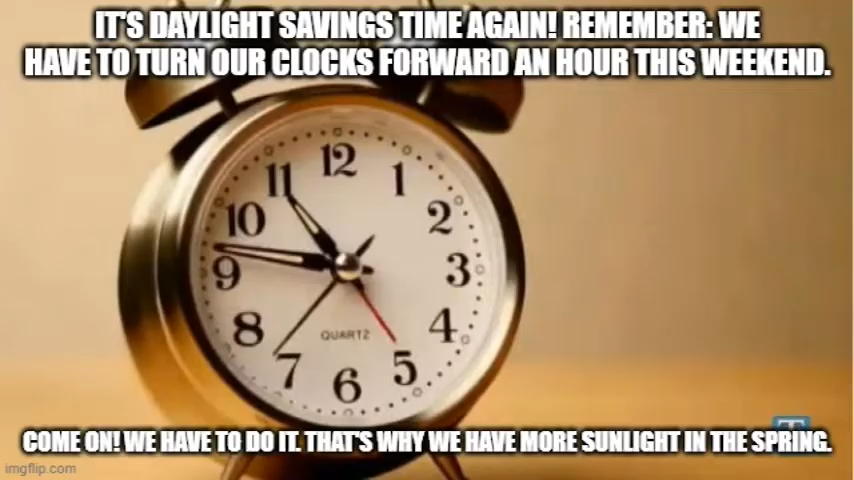 IT'S DAYLIGHT SAVINGS TIME AGAIN! REMEMBER: WE
HAVE TO TURN OUR CLOCKS FORWARD AN HOUR THIS WEEKEND.
12
11 1
10 2
9 3
8 4
QUARTZ
7 5
6
COME ON! WE HAVE TO DO IT. THAT'S WHY WE HAVE MORE SUNLIGHT IN THE SPRING.
imgflip.com